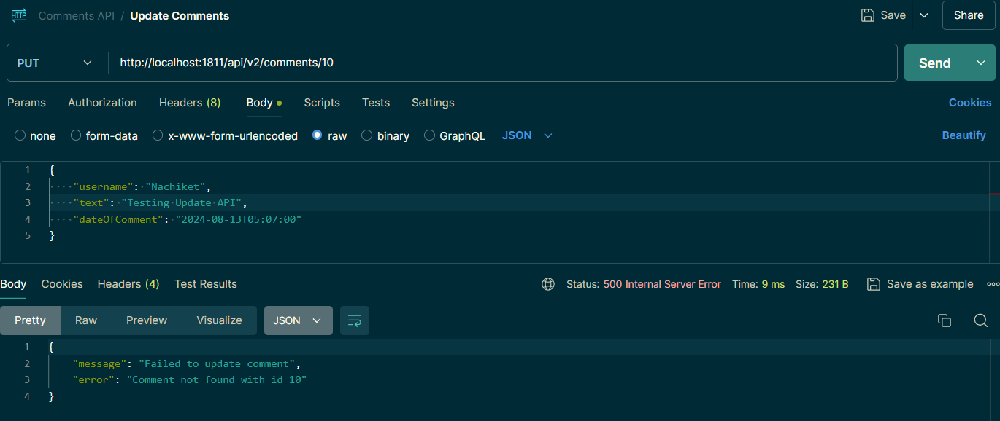 HTTP Comments API / Update Comments Save Share
PUT http://localhost:1811/api/v2/comments/10 Send
Params Authorization Headers (8) Body Scripts Tests Settings Cookies
none form-data x-www-form-urlencoded raw binary GraphQL JSON Beautify
1 {
2 ····"username":·"Nachiket",
3 ····"text":·"Testing·Update·API",
4 ····"dateOfComment":·"2024-08-13T05:07:00"
5 }
Body Cookies Headers (4) Test Results Status: 500 Internal Server Error Time: 9 ms Size: 231 B Save as example
Pretty Raw Preview Visualize JSON
1 {
2 "message": "Failed to update comment",
3 "error": "Comment not found with id 10"
4 }